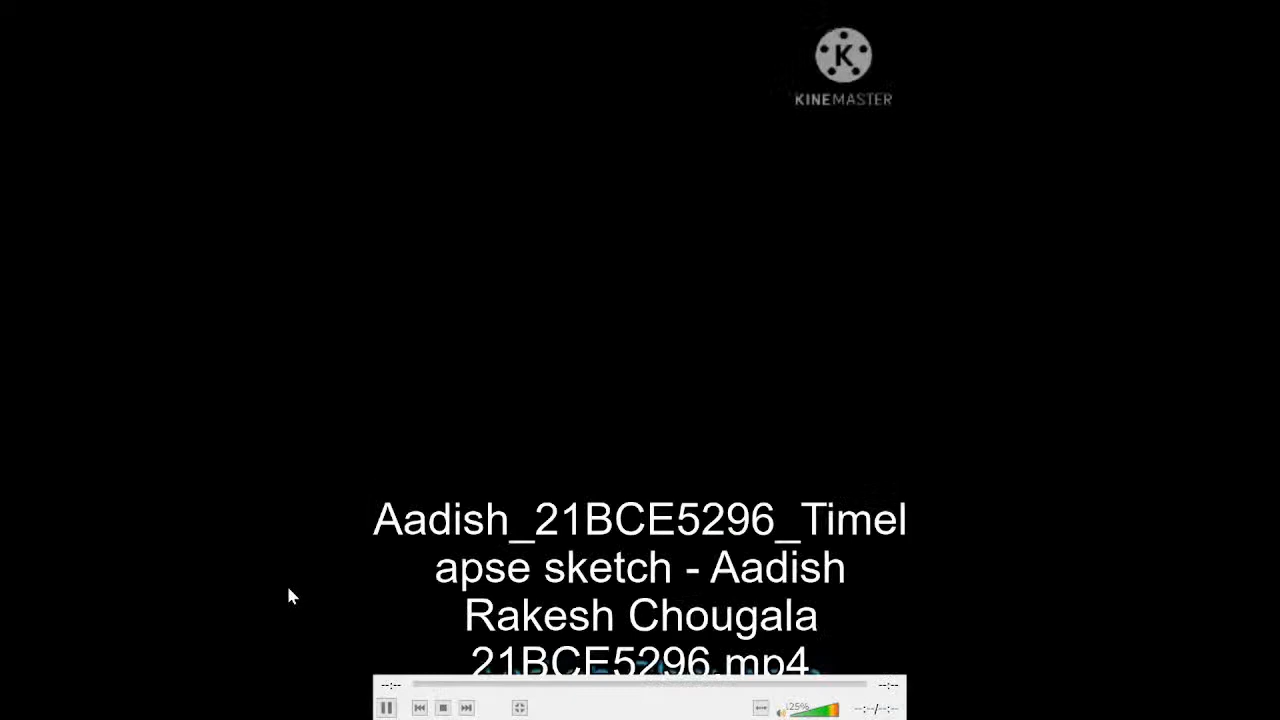 KINEMASTER
Aadish_21BCE5296_Timel
apse sketch - Aadish
Rakesh Chougala
21BCE5296.mp4
--:-- --:--
--:--/--:--